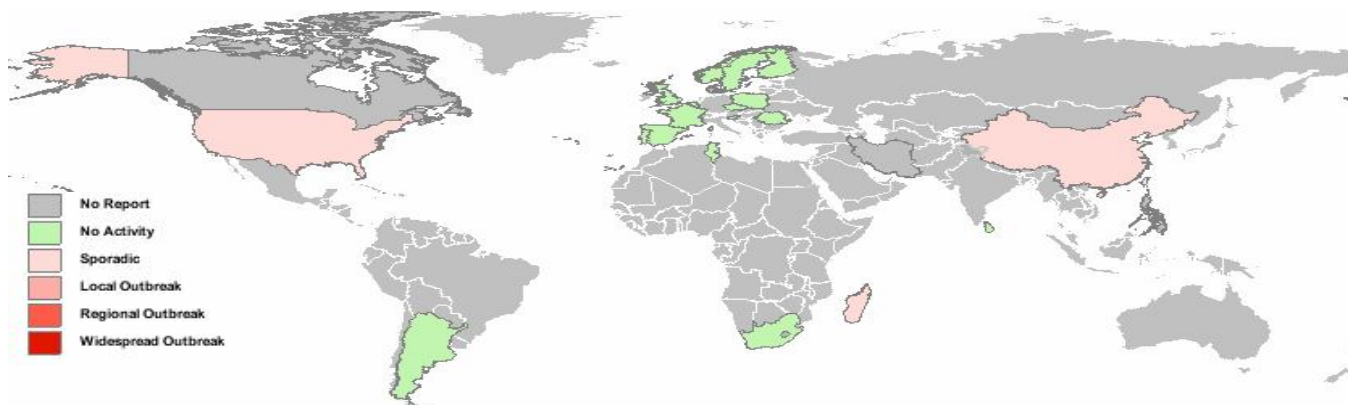 No Report
No Activity
Sporadic
Local Outbreak
Regional Outbreak
Widespread Outbreak